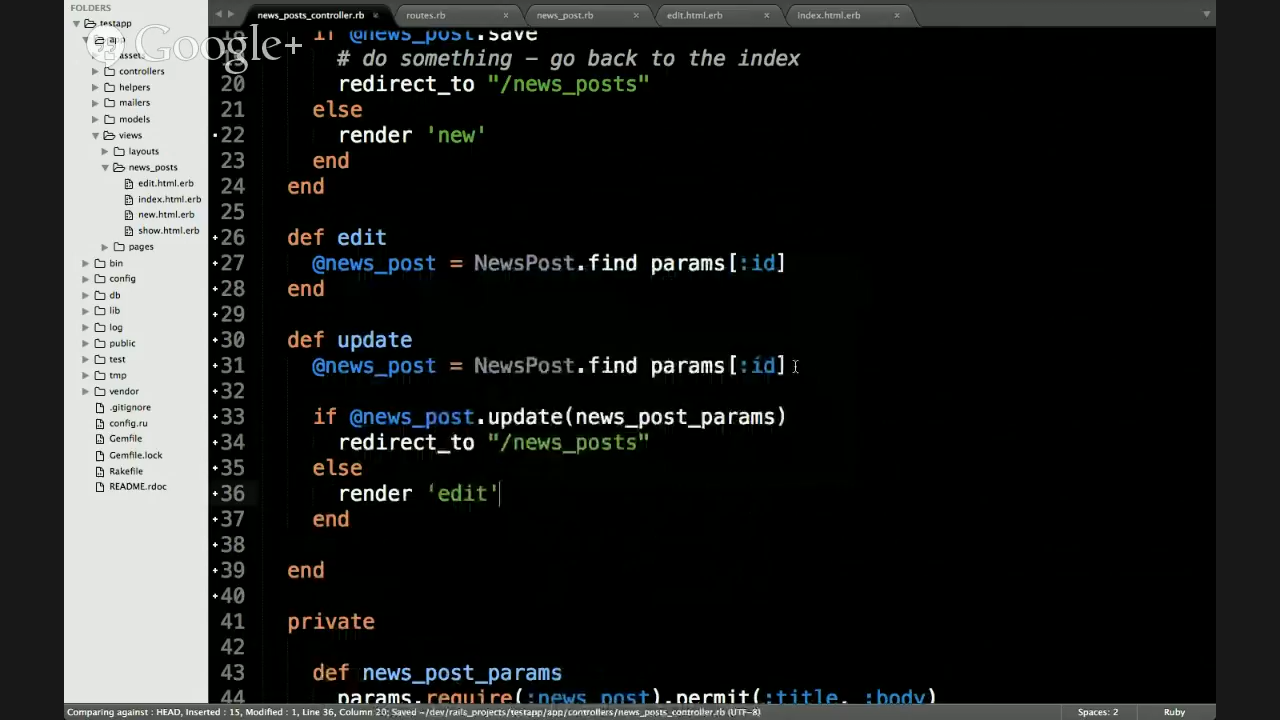 FOLDERS
testapp
app
assets
controllers
helpers
mailers
models
views
layouts
news_posts
edit.html.erb
index.html.erb
new.html.erb
show.html.erb
pages
bin
config
db
lib
log
public
test
tmp
vendor
.gitignore
config.ru
Gemfile
Gemfile.lock
Rakefile
README.rdoc
Google+
news_posts_controller.rb × routes.rb × news_post.rb × edit.html.erb × index.html.erb ×
18 if @news_post.save
19 # do something – go back to the index
20 redirect_to "/news_posts"
21 else
22 render 'new'
23 end
24 end
25
26 def edit
27 @news_post = NewsPost.find params[:id]
28 end
29
30 def update
31 @news_post = NewsPost.find params[:id]
32
33 if @news_post.update(news_post_params)
34 redirect_to "/news_posts"
35 else
36 render 'edit'
37 end
38
39 end
40
41 private
42
43 def news_post_params
44 params.require(:news_post).permit(:title, :body)
Comparing against : HEAD, Inserted : 15, Modified : 1, Line 36, Column 20; Saved ~/dev/rails_projects/testapp/app/controllers/news_posts_controller.rb (UTF-8) Spaces: 2 Ruby